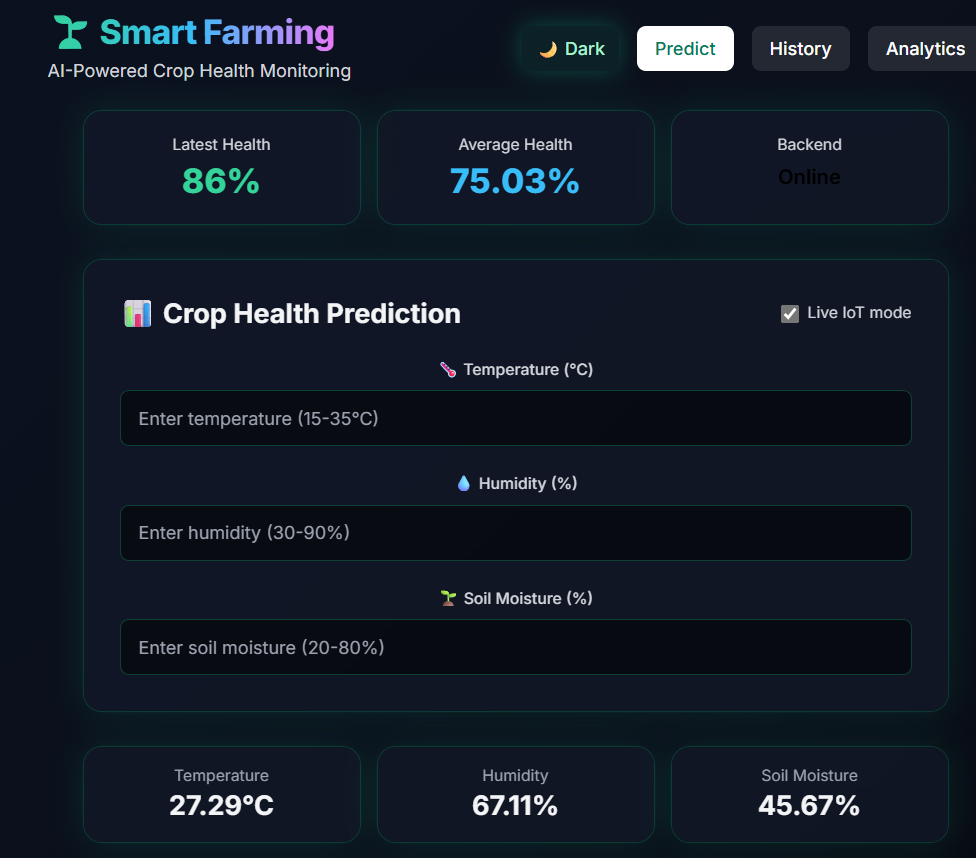 Smart Farming
AI-Powered Crop Health Monitoring
🌙 Dark
Predict
History
Analytics
Latest Health
86%
Average Health
75.03%
Backend
Online
Crop Health Prediction
Live IoT mode
Temperature (°C)
Enter temperature (15-35°C)
Humidity (%)
Enter humidity (30-90%)
Soil Moisture (%)
Enter soil moisture (20-80%)
Temperature
27.29°C
Humidity
67.11%
Soil Moisture
45.67%